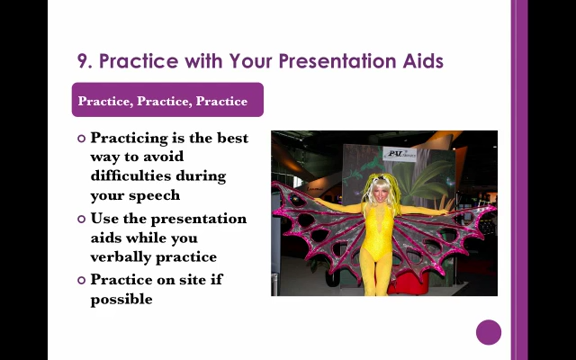 9. Practice with Your Presentation Aids
Practice, Practice, Practice
Practicing is the best
way to avoid
difficulties during
your speech
Use the presentation
aids while you
verbally practice
Practice on site if
possible